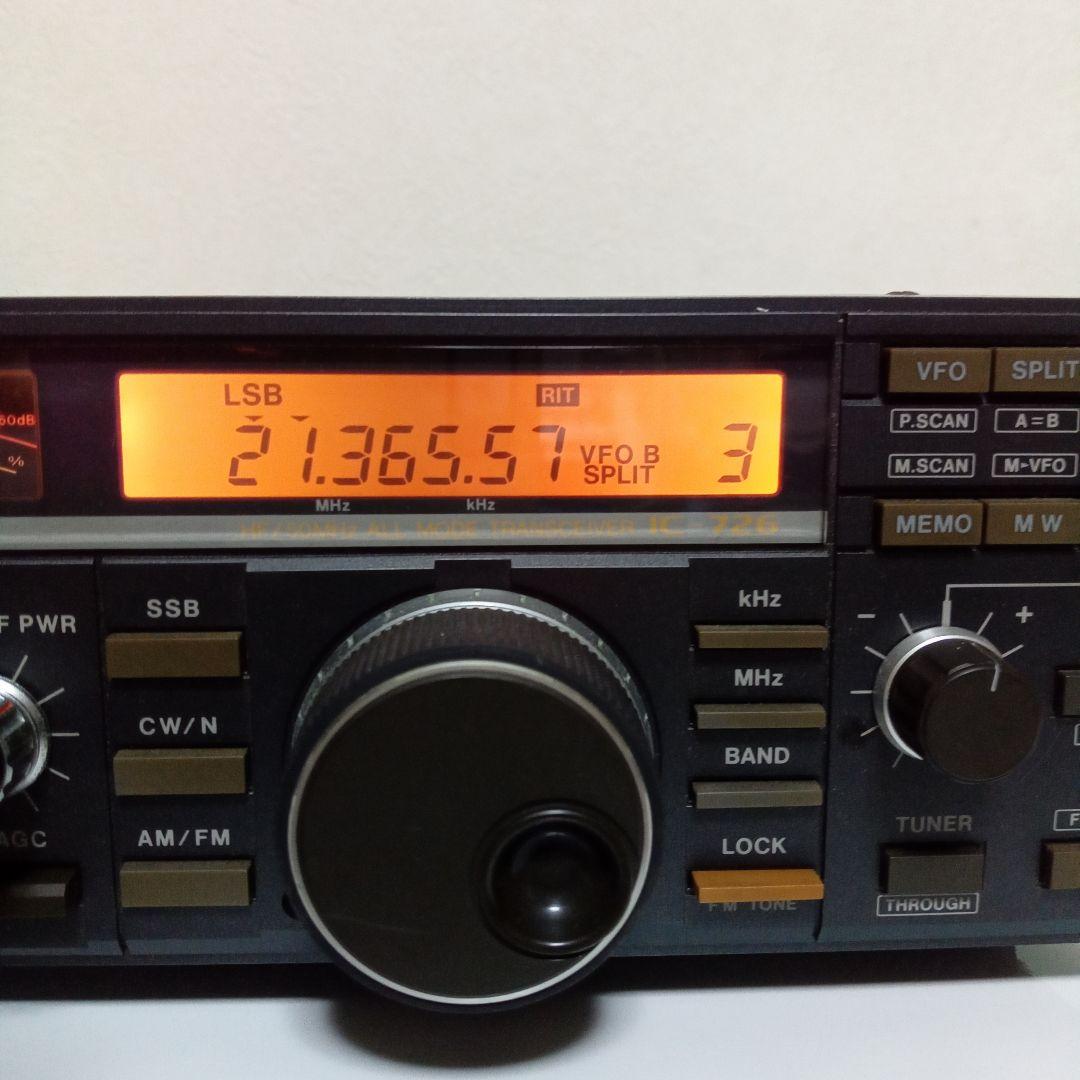 60dB
%
LSB RIT
27.365.57 VFO B 3
SPLIT
MHz kHz
HF/50MHz ALL MODE TRANSCEIVER IC-726
VFO SPLIT
P.SCAN A=B
M.SCAN M▸VFO
MEMO M W
F PWR
SSB
CW/N
AM/FM
AGC
kHz
MHz
BAND
LOCK
FM TONE
- +
TUNER
THROUGH
F